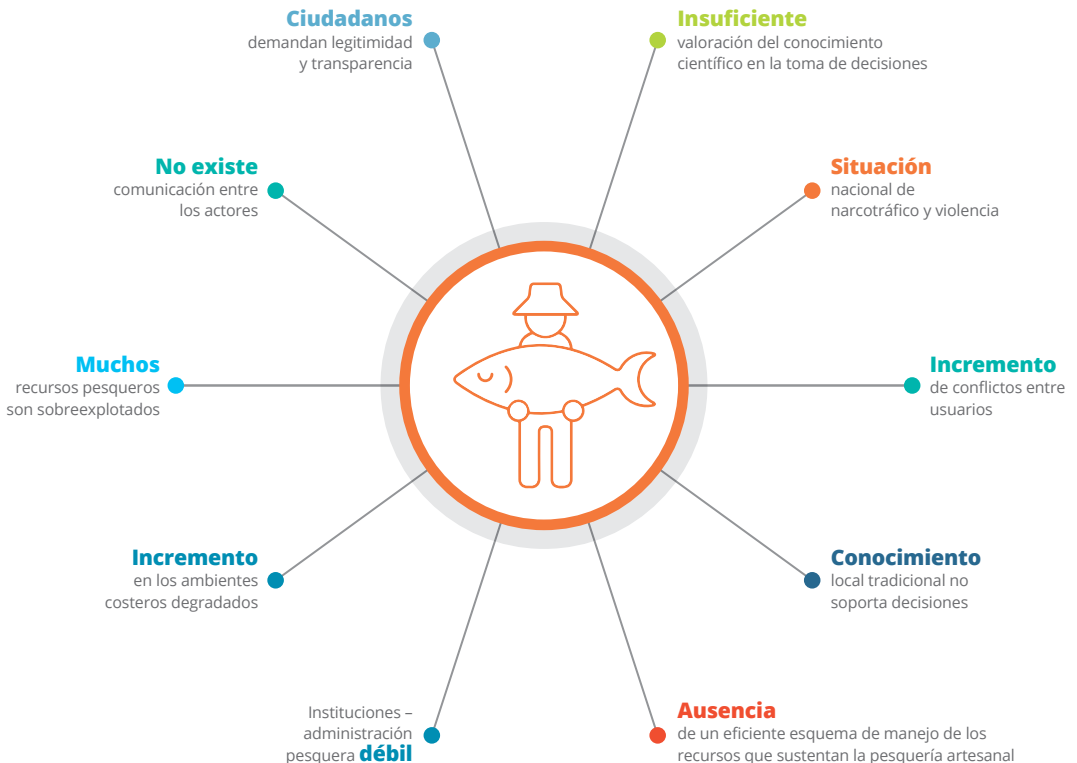 Ciudadanos
demandan legitimidad
y transparencia
Insuficiente
valoración del conocimiento
científico en la toma de decisiones
No existe
comunicación entre
los actores
Situación
nacional de
narcotráfico y violencia
Muchos
recursos pesqueros
son sobreexplotados
Incremento
de conflictos entre
usuarios
Incremento
en los ambientes
costeros degradados
Conocimiento
local tradicional no
soporta decisiones
Instituciones –
administración
pesquera débil
Ausencia
de un eficiente esquema de manejo de los
recursos que sustentan la pesquería artesanal